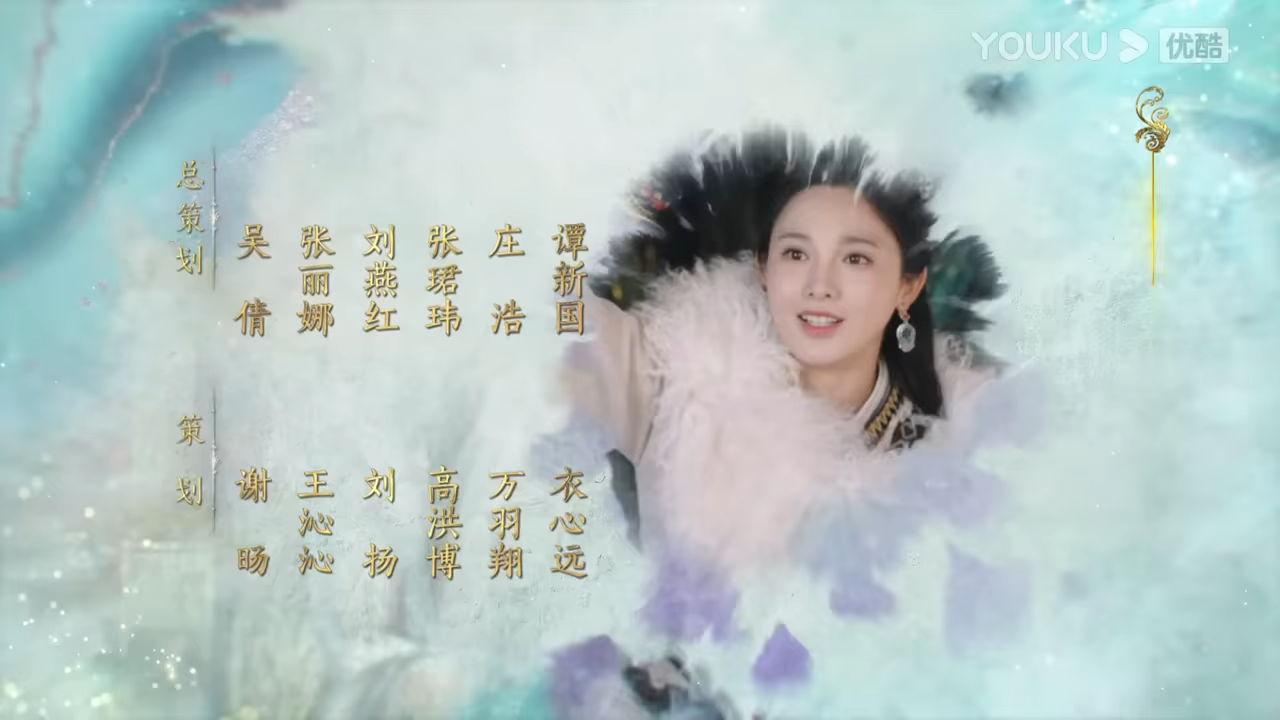 YOUKU 优酷
总策划
吴倩
张丽娜
刘燕红
张珺玮
庄浩
谭新国
策划
谢旸
王沁沁
刘扬
高洪博
万羽翔
衣心远